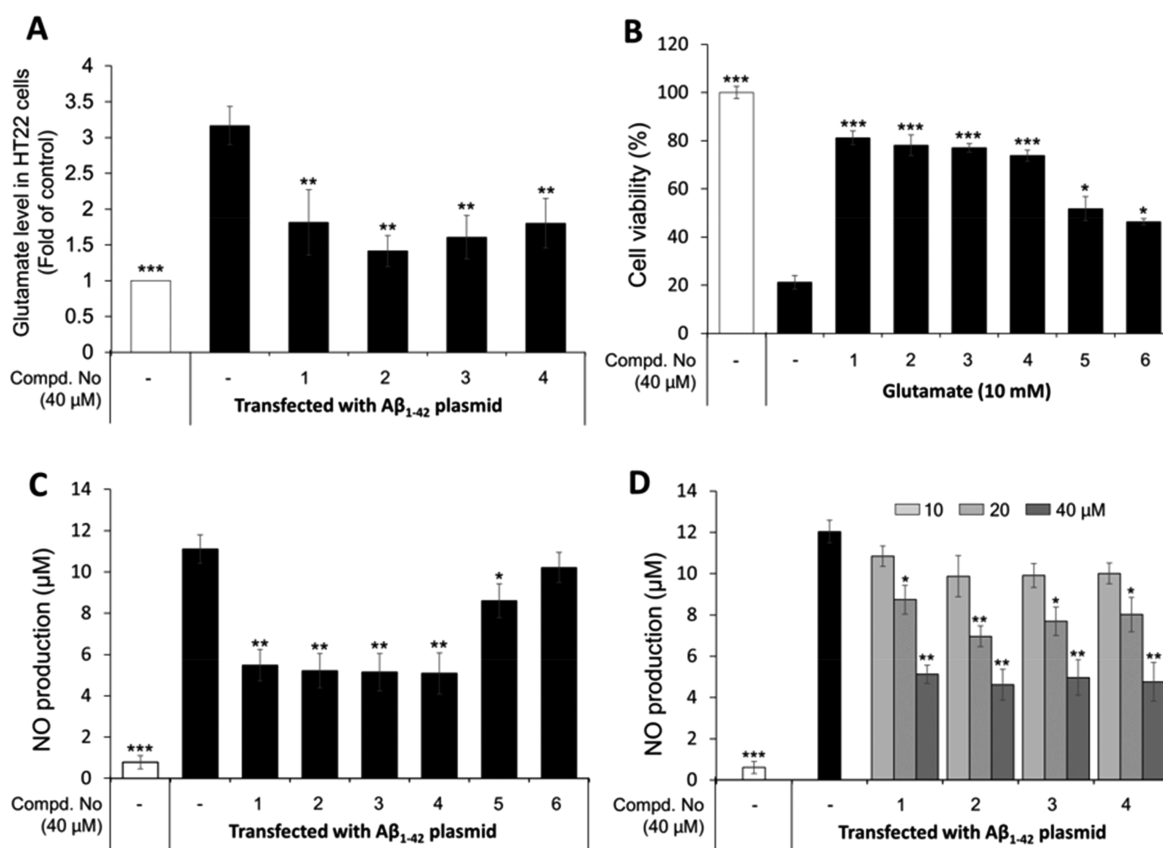 A
Glutamate level in HT22 cells
(Fold of control)
4
3.5
3
2.5
2
1.5
1
0.5
0
***
**
**
**
**
Compd. No
(40 μM)
- - 1 2 3 4
Transfected with Aβ1-42 plasmid
B
Cell viability (%)
120
100
80
60
40
20
0
***
***
***
***
***
*
*
Compd. No
(40 μM)
- - 1 2 3 4 5 6
Glutamate (10 mM)
C
NO production (μM)
14
12
10
8
6
4
2
0
***
**
**
**
**
*
Compd. No
(40 μM)
- - 1 2 3 4 5 6
Transfected with Aβ1-42 plasmid
D
NO production (μM)
14
12
10
8
6
4
2
0
10 20 40 μM
***
*
**
**
**
*
**
*
**
Compd. No
(40 μM)
- - 1 2 3 4
Transfected with Aβ1-42 plasmid